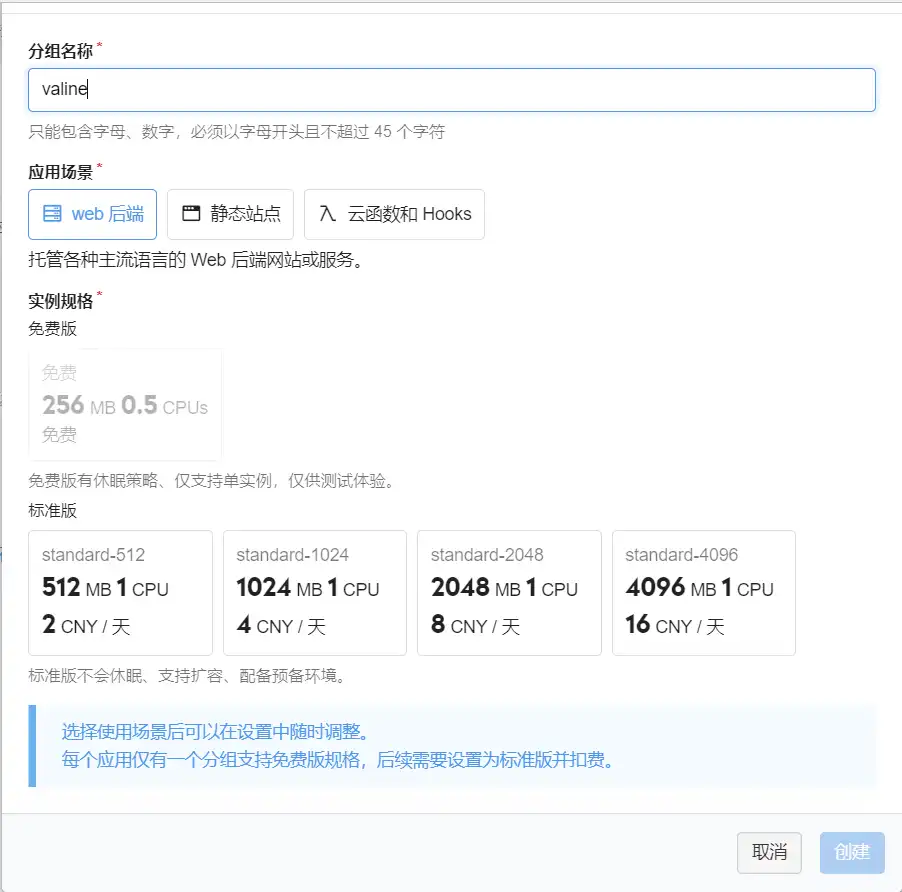 分组名称*
valine
只能包含字母、数字，必须以字母开头且不超过 45 个字符
应用场景*
web 后端 静态站点 云函数和 Hooks
托管各种主流语言的 Web 后端网站或服务。
实例规格*
免费版
免费
256 MB 0.5 CPUs
免费
免费版有休眠策略、仅支持单实例，仅供测试体验。
标准版
standard-512 standard-1024 standard-2048 standard-4096
512 MB 1 CPU 1024 MB 1 CPU 2048 MB 1 CPU 4096 MB 1 CPU
2 CNY / 天 4 CNY / 天 8 CNY / 天 16 CNY / 天
标准版不会休眠、支持扩容、配备预备环境。
选择使用场景后可以在设置中随时调整。
每个应用仅有一个分组支持免费版规格，后续需要设置为标准版并扣费。
取消 创建